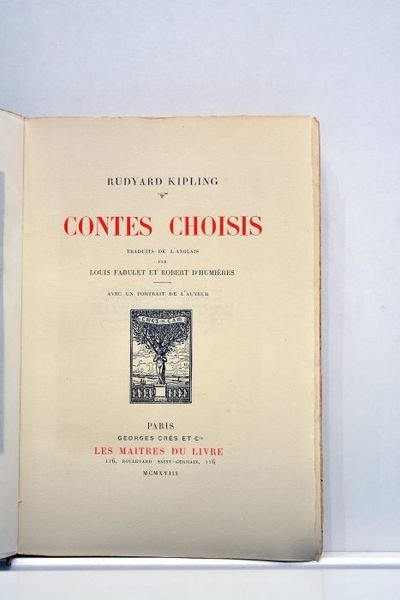 RUDYARD KIPLING
CONTES CHOISIS
TRADUITS DE L'ANGLAIS
PAR
LOUIS FABULET ET ROBERT D'HUMIÈRES
AVEC UN PORTRAIT DE L'AUTEUR
PARIS
GEORGES CRÈS ET Cie
LES MAITRES DU LIVRE
116, BOULEVARD SAINT-GERMAIN, 116
MCMXVIII